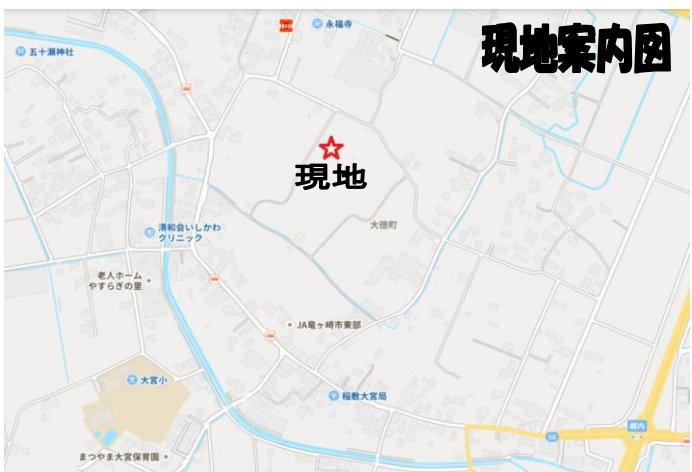 現地案内図
永福寺
五十瀬神社
現地
大徳町
清和会いしかわ
クリニック
老人ホーム
やすらぎの里
JA竜ヶ崎市東部
大宮小
稲敷大宮局
まつやま大宮保育園